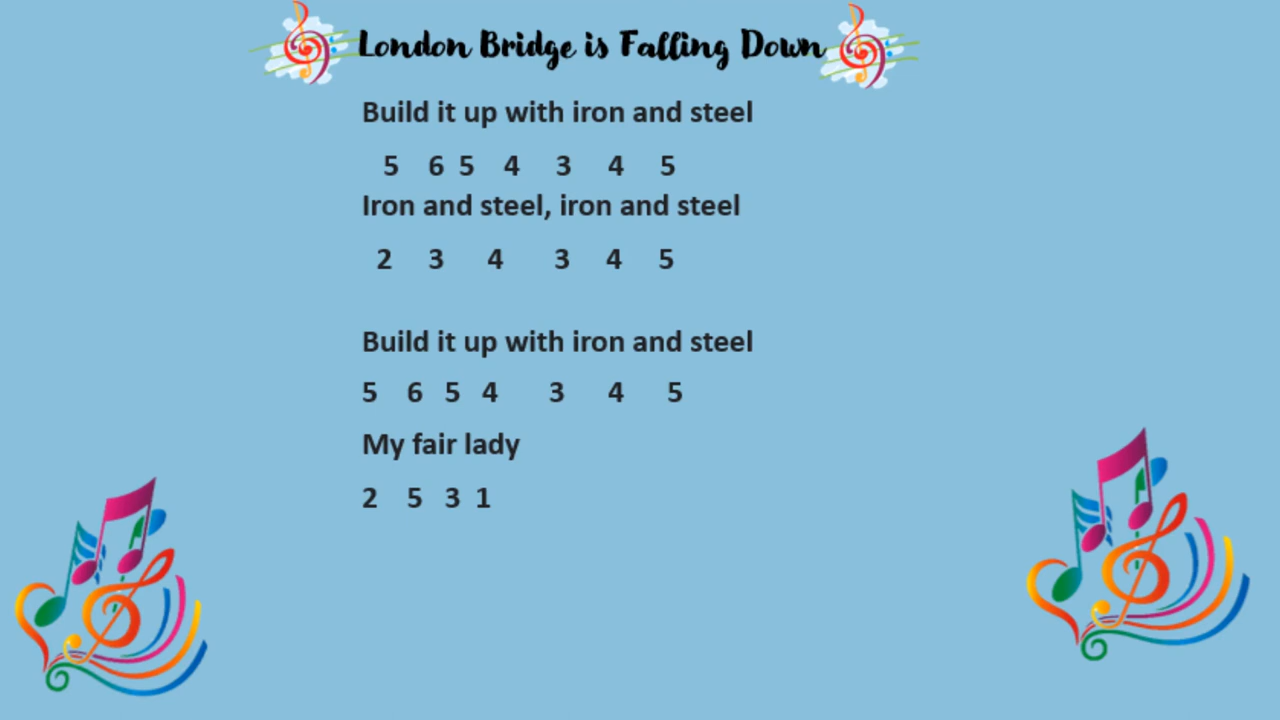 London Bridge is Falling Down
Build it up with iron and steel
5 6 5 4 3 4 5
Iron and steel, iron and steel
2 3 4 3 4 5
Build it up with iron and steel
5 6 5 4 3 4 5
My fair lady
2 5 3 1